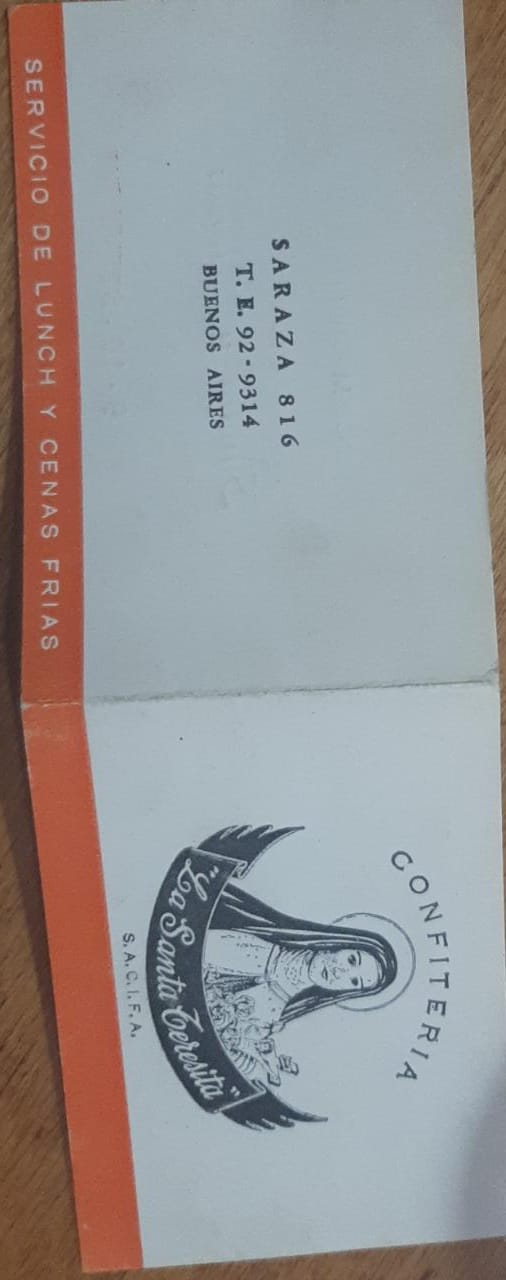 SARAZA 816
T. E. 92-9314
BUENOS AIRES
SERVICIO DE LUNCH Y CENAS FRIAS
CONFITERIA
"La Santa Teresita"
S. A. C. I. F. A.